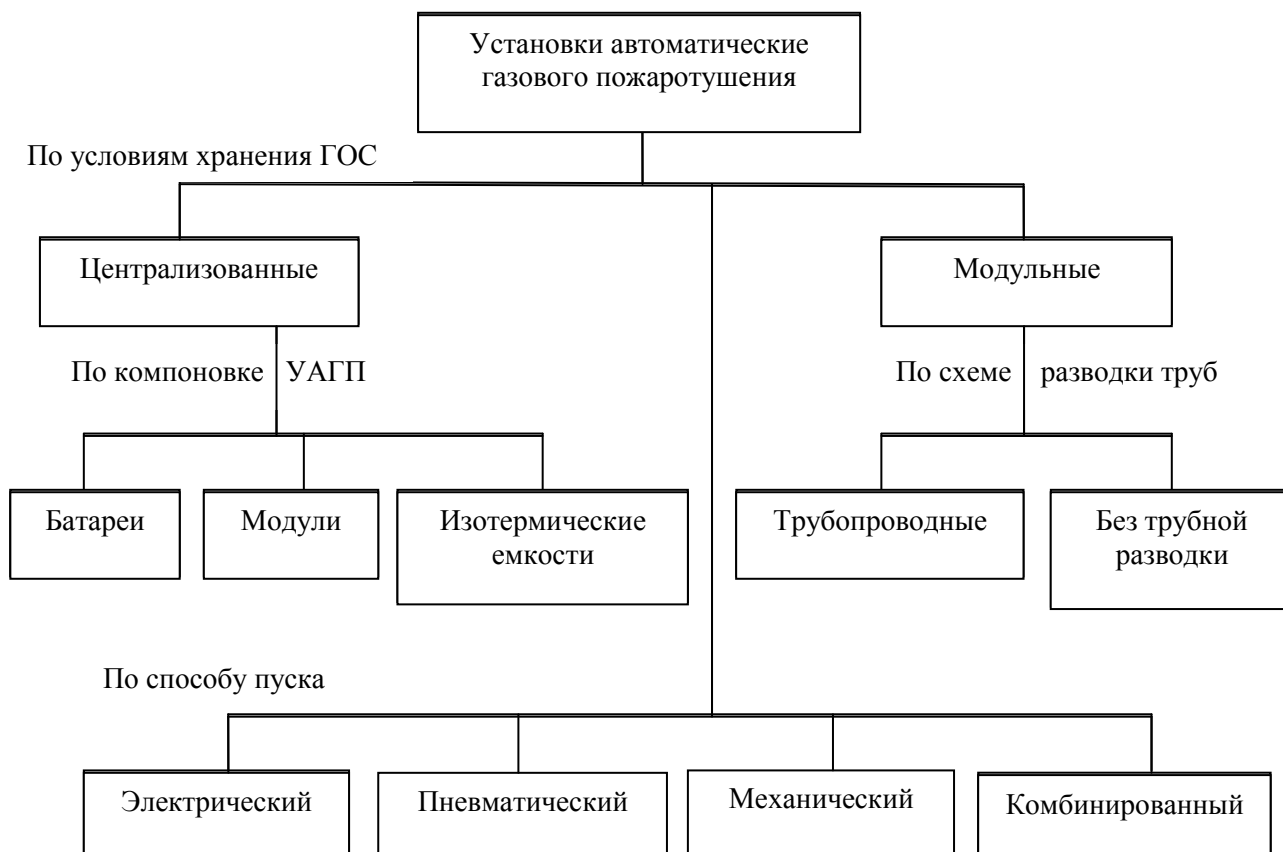 Установки автоматические
газового пожаротушения
По условиям хранения ГОС
Централизованные
Модульные
По компоновке УАГП
По схеме разводки труб
Батареи
Модули
Изотермические
емкости
Трубопроводные
Без трубной
разводки
По способу пуска
Электрический
Пневматический
Механический
Комбинированный